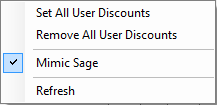 Set All User Discounts
Remove All User Discounts
Mimic Sage
Refresh